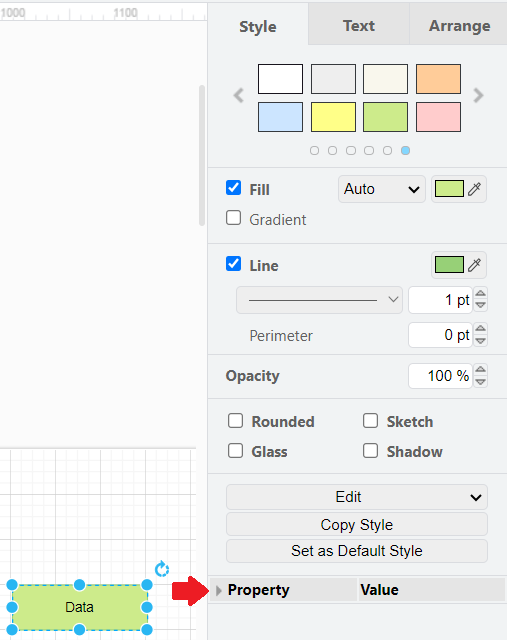 1000 1100
Style Text Arrange
Fill Auto
Gradient
Line
1 pt
Perimeter 0 pt
Opacity 100 %
Rounded Sketch
Glass Shadow
Edit
Copy Style
Set as Default Style
Property Value
Data